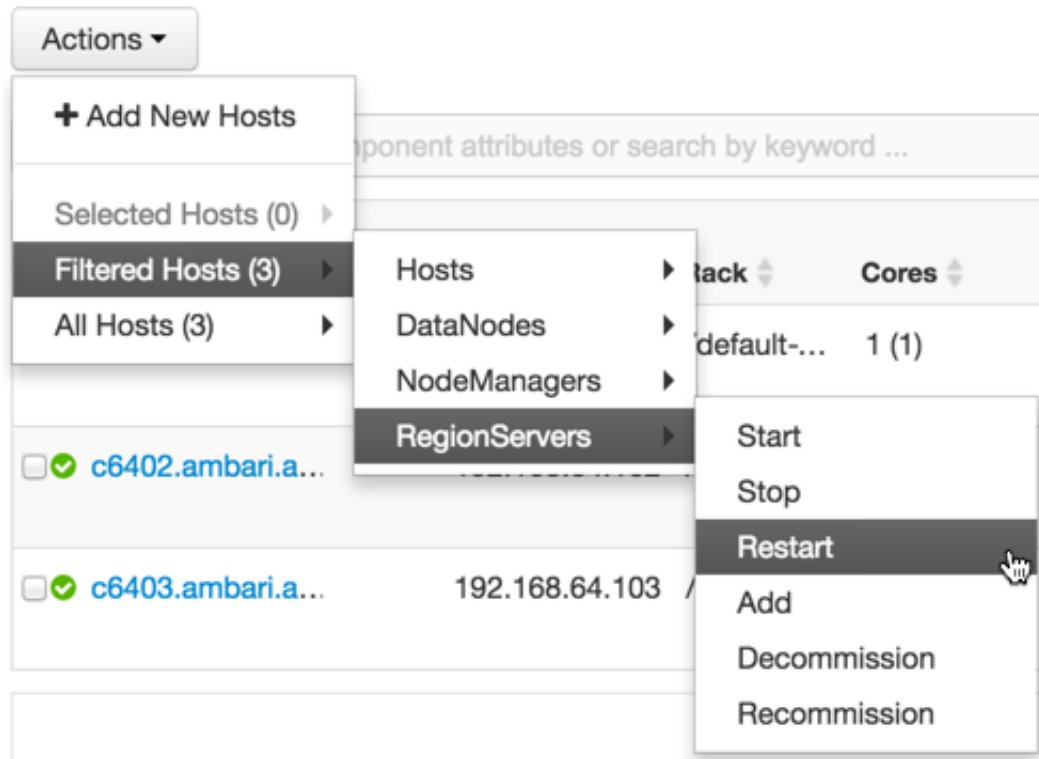 Actions
+ Add New Hosts
ponent attributes or search by keyword ...
Selected Hosts (0)
Filtered Hosts (3)
All Hosts (3)
Hosts
DataNodes
NodeManagers
RegionServers
Rack
Cores
default-...
1 (1)
Start
Stop
Restart
Add
Decommission
Recommission
c6402.ambari.a...
c6403.ambari.a...
192.168.64.103
/